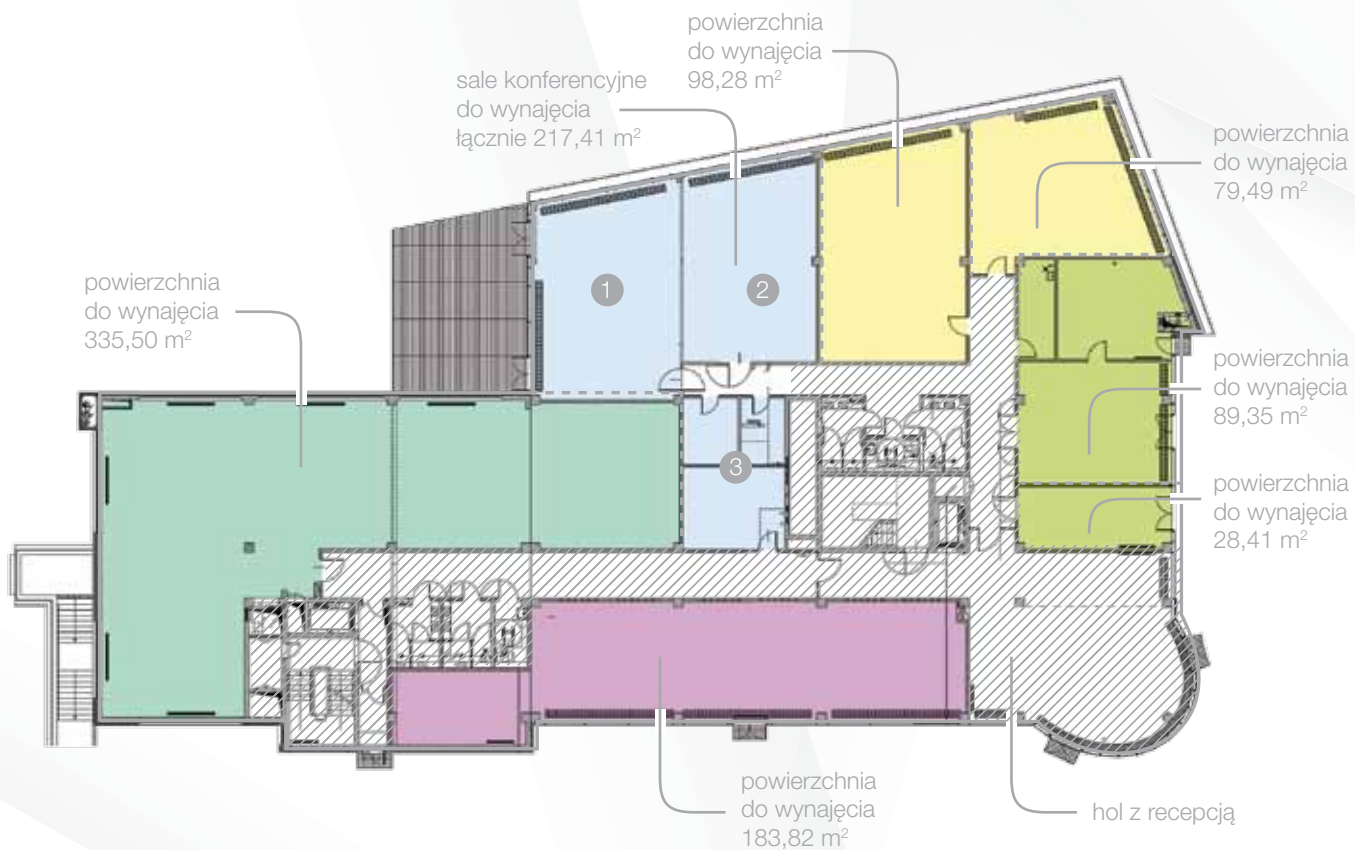 powierzchnia
do wynajęcia
98,28 m²
sale konferencyjne
do wynajęcia
łącznie 217,41 m²
powierzchnia
do wynajęcia
79,49 m²
powierzchnia
do wynajęcia
335,50 m²
1
2
3
powierzchnia
do wynajęcia
89,35 m²
powierzchnia
do wynajęcia
28,41 m²
powierzchnia
do wynajęcia
183,82 m²
hol z recepcją